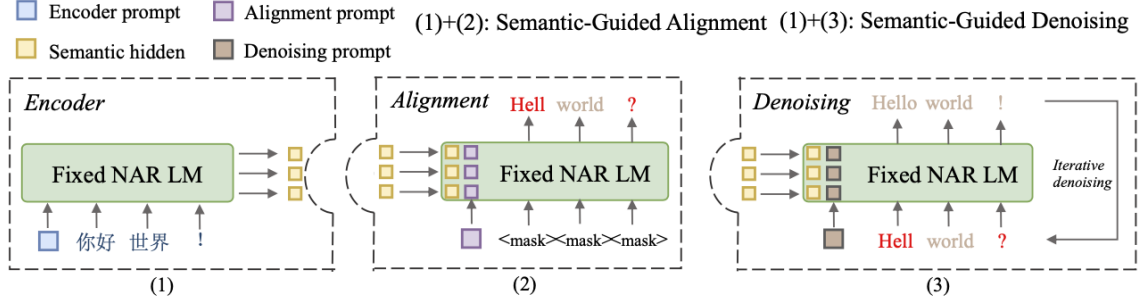 Encoder prompt
Alignment prompt
(1)+(2): Semantic-Guided Alignment
(1)+(3): Semantic-Guided Denoising
Semantic hidden
Denoising prompt
Encoder
Fixed NAR LM
你好 世界 !
(1)
Alignment
Hell world ?
Fixed NAR LM
<mask><mask><mask>
(2)
Denoising
Hello world !
Fixed NAR LM
Iterative
denoising
Hell world ?
(3)